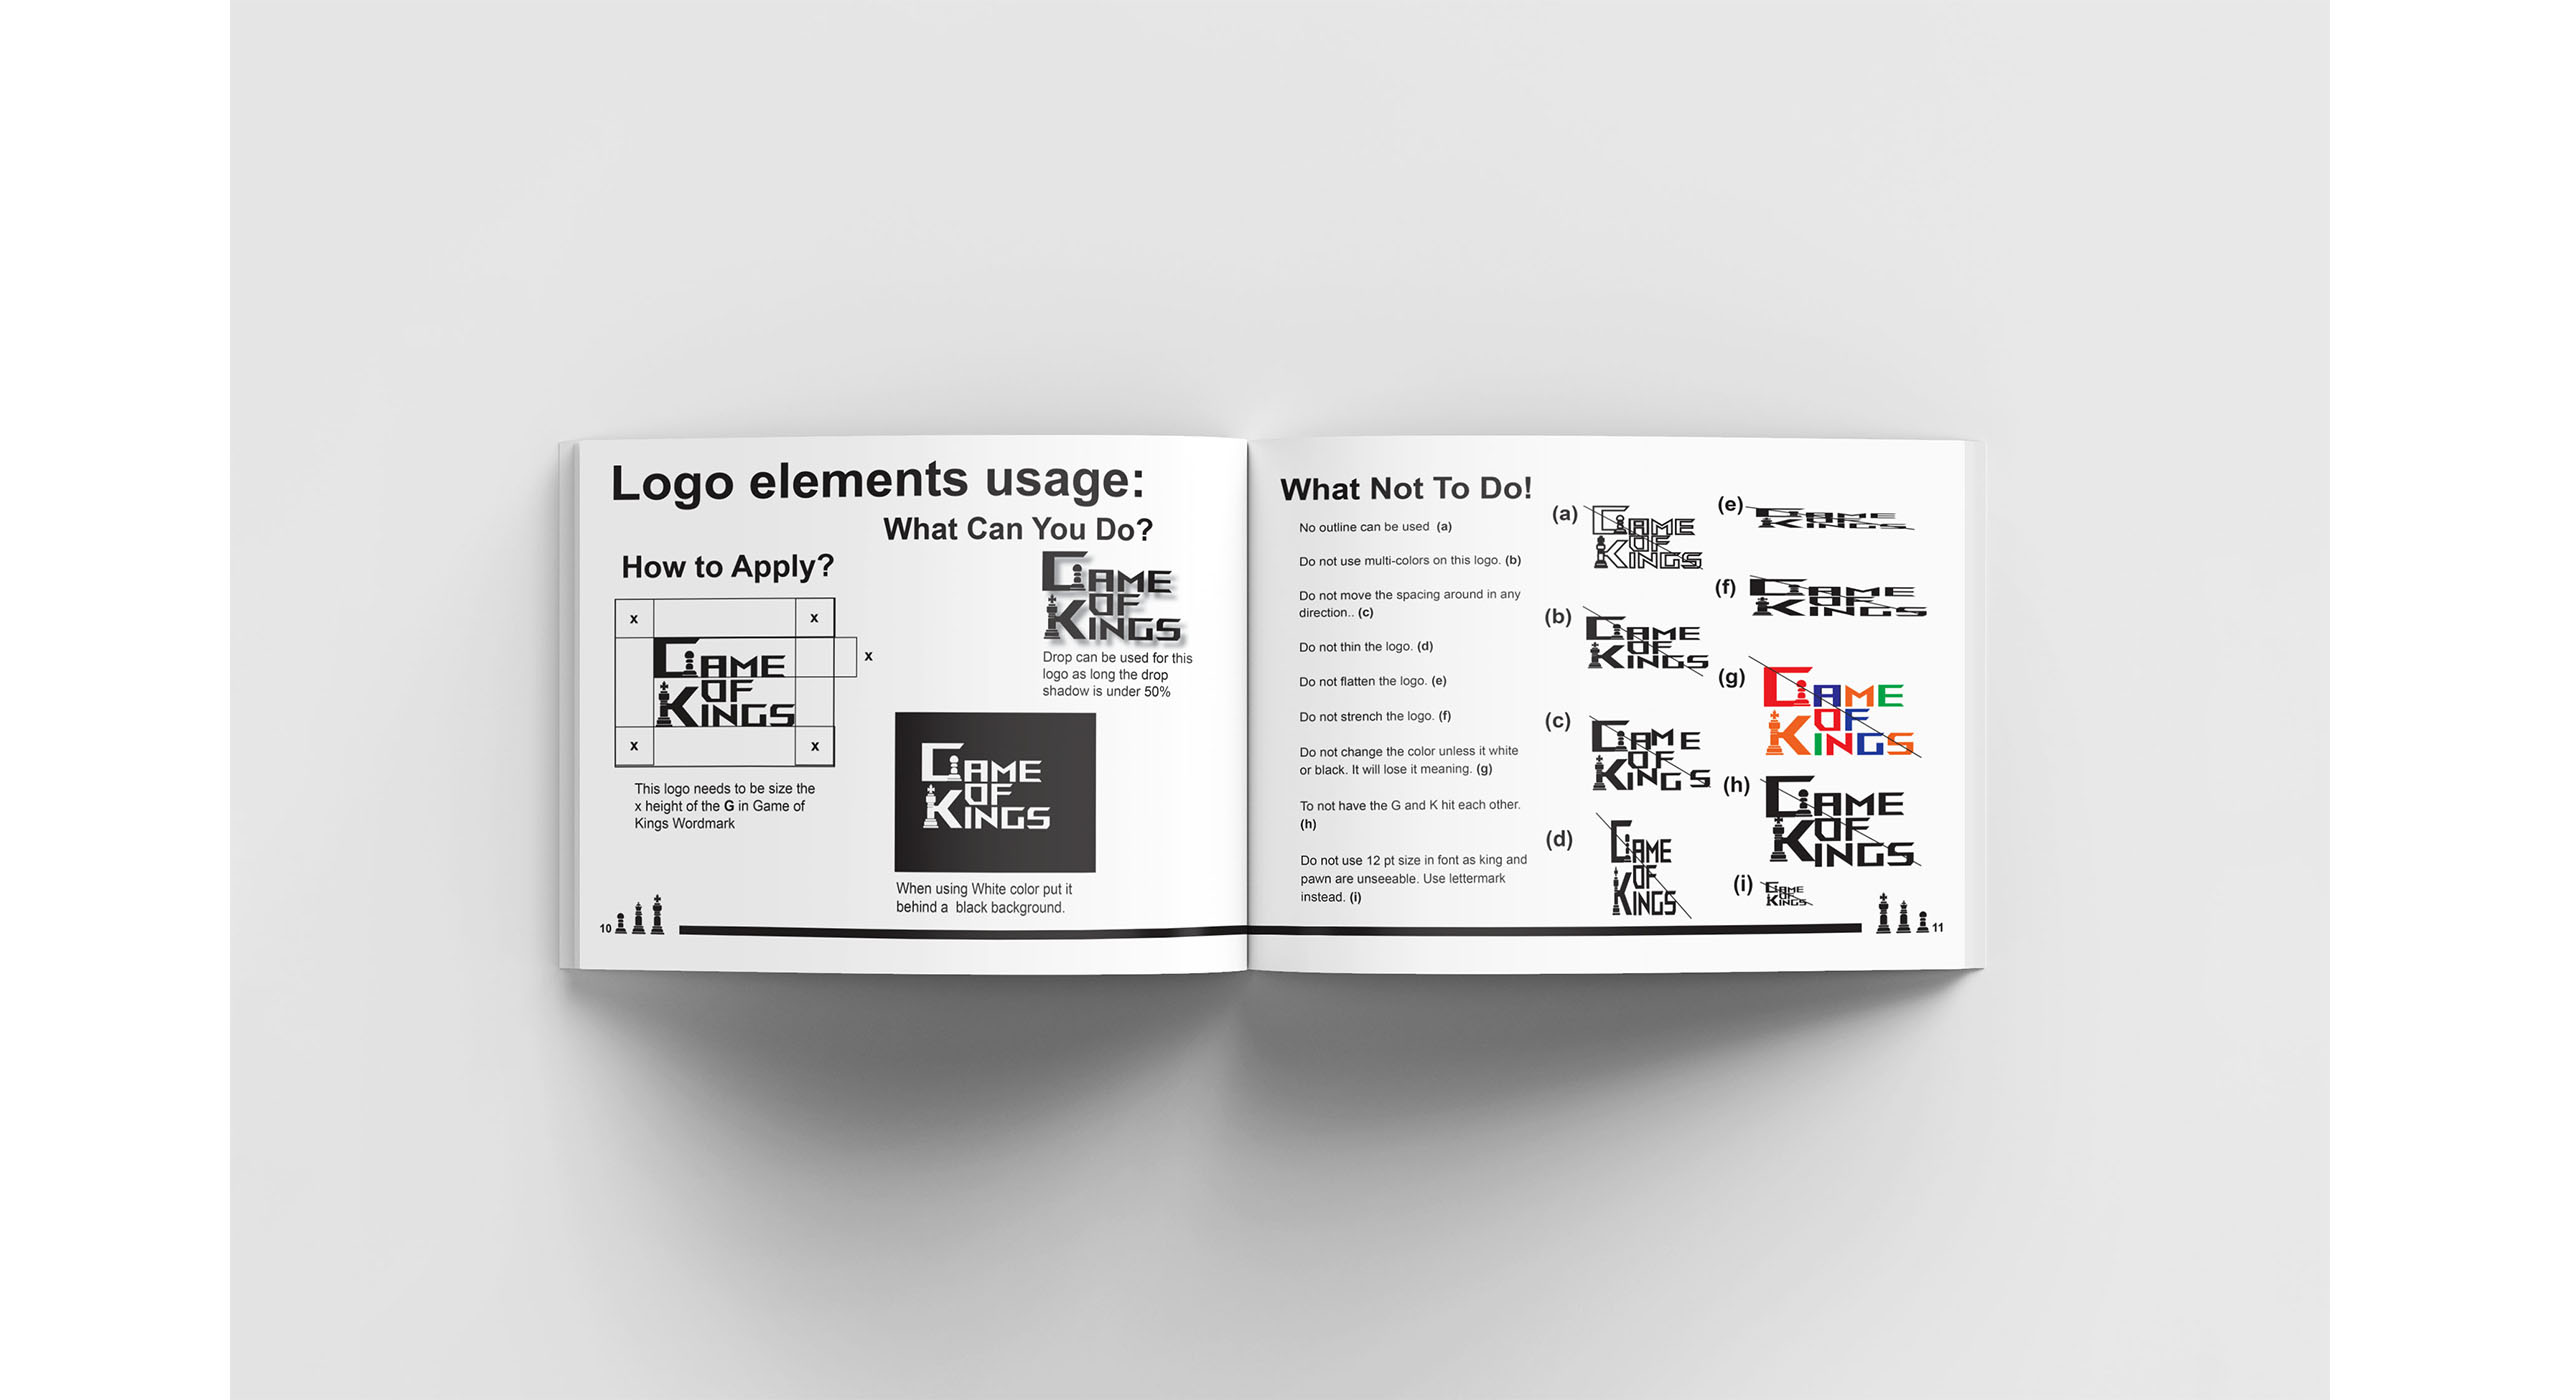 Logo elements usage:
What Can You Do?
How to Apply?
x
x
x
x
x
GAME
OF
KINGS
This logo needs to be size the
x height of the G in Game of
Kings Wordmark
GAME
OF
KINGS
Drop can be used for this
logo as long the drop
shadow is under 50%
GAME
OF
KINGS
When using White color put it
behind a  black background.
10
What Not To Do!
No outline can be used  (a)
Do not use multi-colors on this logo. (b)
Do not move the spacing around in any
direction.. (c)
Do not thin the logo. (d)
Do not flatten the logo. (e)
Do not strench the logo. (f)
Do not change the color unless it white
or black. It will lose it meaning. (g)
To not have the G and K hit each other.
(h)
Do not use 12 pt size in font as king and
pawn are unseeable. Use lettermark
instead. (i)
(a)
GAME
OF
KINGS
(b)
GAME
OF
KINGS
(c)
GAME
OF
KINGS
(d)
GAME
OF
KINGS
(e)
GAME
OF
KINGS
(f)
GAME
OF
KINGS
(g)
GAME
OF
KINGS
(h)
GAME
OF
KINGS
(i)
GAME
OF
KINGS
11